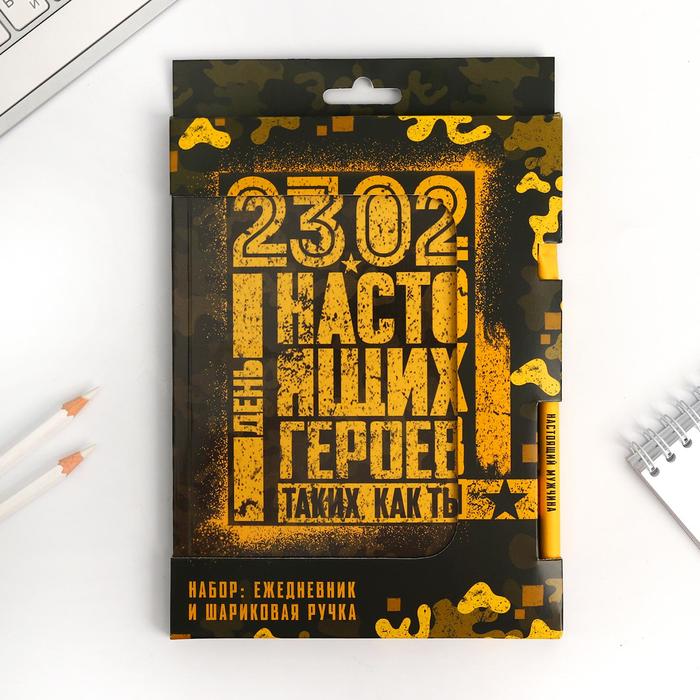 23.02
ДЕНЬ
НАСТО
ЯЩИХ
ГЕРОЕВ
ТАКИХ, КАК ТЫ
НАСТОЯЩИЙ МУЖЧИНА
НАБОР: ЕЖЕДНЕВНИК
И ШАРИКОВАЯ РУЧКА